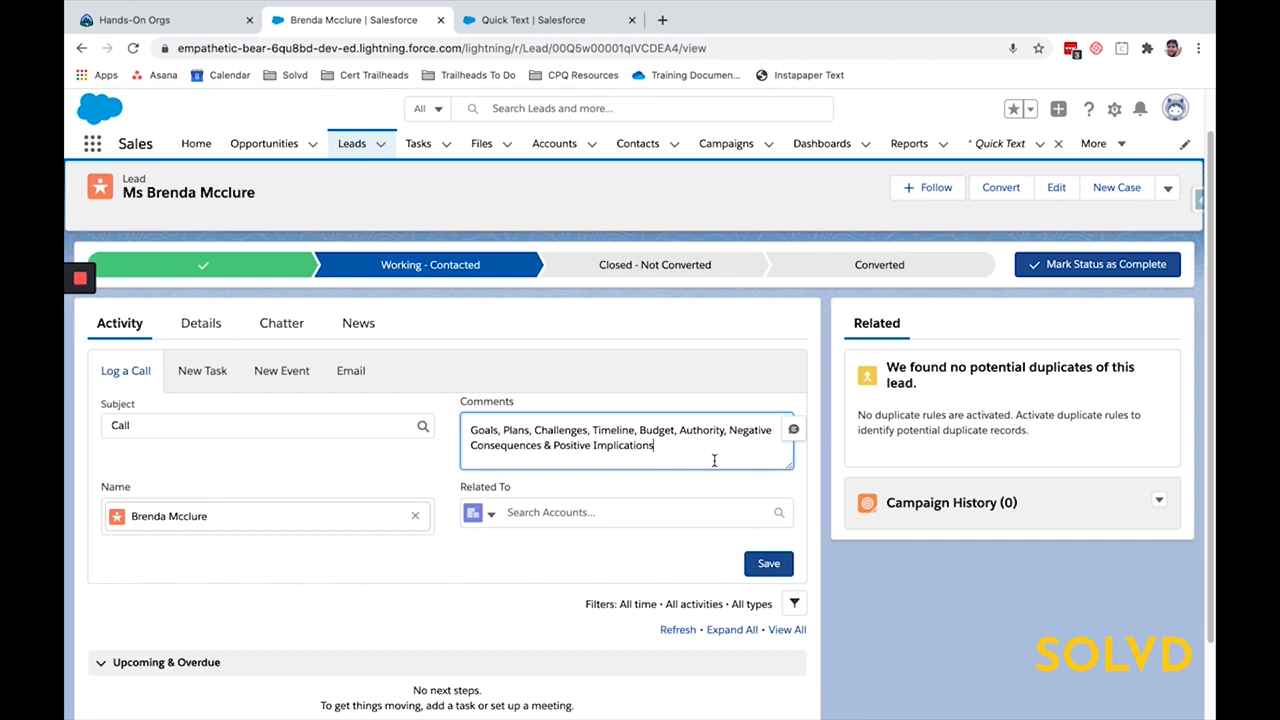 Hands-On Orgs
Brenda Mcclure | Salesforce
Quick Text | Salesforce
empathetic-bear-6qu8bd-dev-ed.lightning.force.com/lightning/r/Lead/00Q5w00001qIVCDEA4/view
Apps Asana Calendar Solvd Cert Trailheads Trailheads To Do CPQ Resources Training Documen... Instapaper Text
All Search Leads and more...
Sales Home Opportunities Leads Tasks Files Accounts Contacts Campaigns Dashboards Reports * Quick Text More
Lead
Ms Brenda Mcclure
Follow Convert Edit New Case
Working - Contacted Closed - Not Converted Converted Mark Status as Complete
Activity Details Chatter News
Log a Call New Task New Event Email
Subject
Call
Comments
Goals, Plans, Challenges, Timeline, Budget, Authority, Negative
Consequences & Positive Implications
Name
Brenda Mcclure
Related To
Search Accounts...
Save
Filters: All time • All activities • All types
Refresh • Expand All • View All
Upcoming & Overdue
No next steps.
To get things moving, add a task or set up a meeting.
Related
We found no potential duplicates of this
lead.
No duplicate rules are activated. Activate duplicate rules to
identify potential duplicate records.
Campaign History (0)
SOLVD